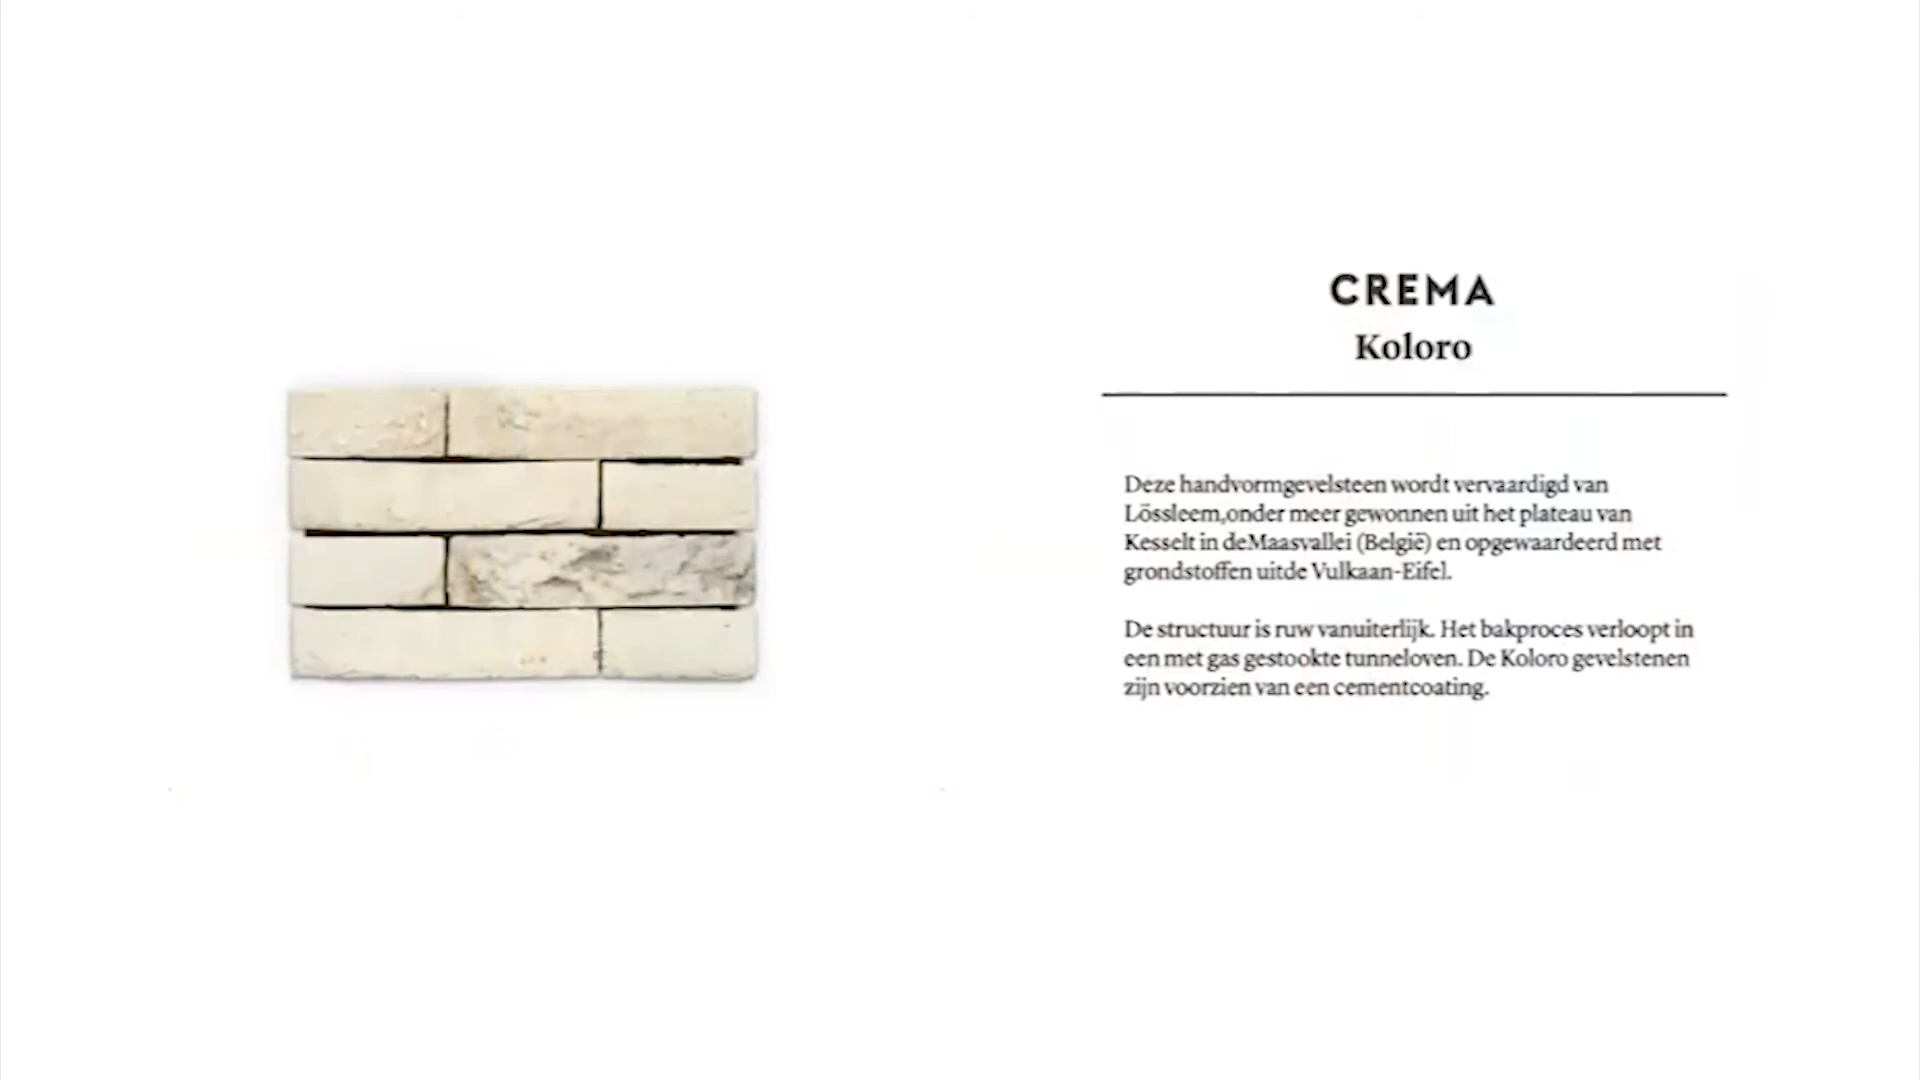 CREMA
Koloro
Deze handvormgevelsteen wordt vervaardigd van
Lössleem,onder meer gewonnen uit het plateau van
Kesselt in deMaasvallei (België) en opgewaardeerd met
grondstoffen uitde Vulkaan-Eifel.
De structuur is ruw vanuiterlijk. Het bakproces verloopt in
een met gas gestookte tunneloven. De Koloro gevelstenen
zijn voorzien van een cementcoating.